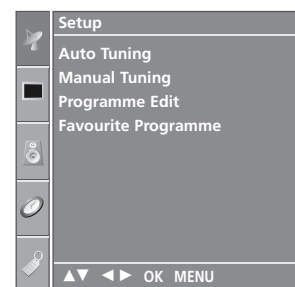 Setup
Auto Tuning
Manual Tuning
Programme Edit
Favourite Programme
▲▼ ◄► OK MENU